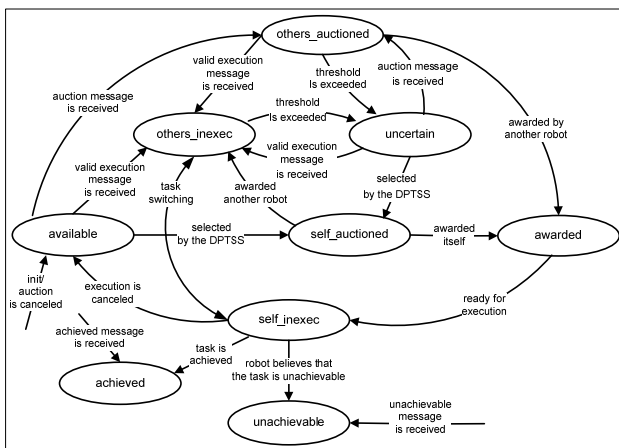 others_auctioned
valid execution
message
is received
auction message
is received
threshold
Is exceeded
auction message
is received
threshold
Is exceeded
others_inexec
uncertain
awarded by
another robot
valid execution
message
is received
valid execution
message
is received
task
switching
awarded
another robot
selected
by the DPTSS
available
selected
by the DPTSS
self_auctioned
awarded
itself
awarded
init/
auction
is canceled
execution is
canceled
ready for
execution
self_inexec
achieved message
is received
task is
achieved
robot believes that
the task is unachievable
achieved
unachievable
unachievable
message
is received